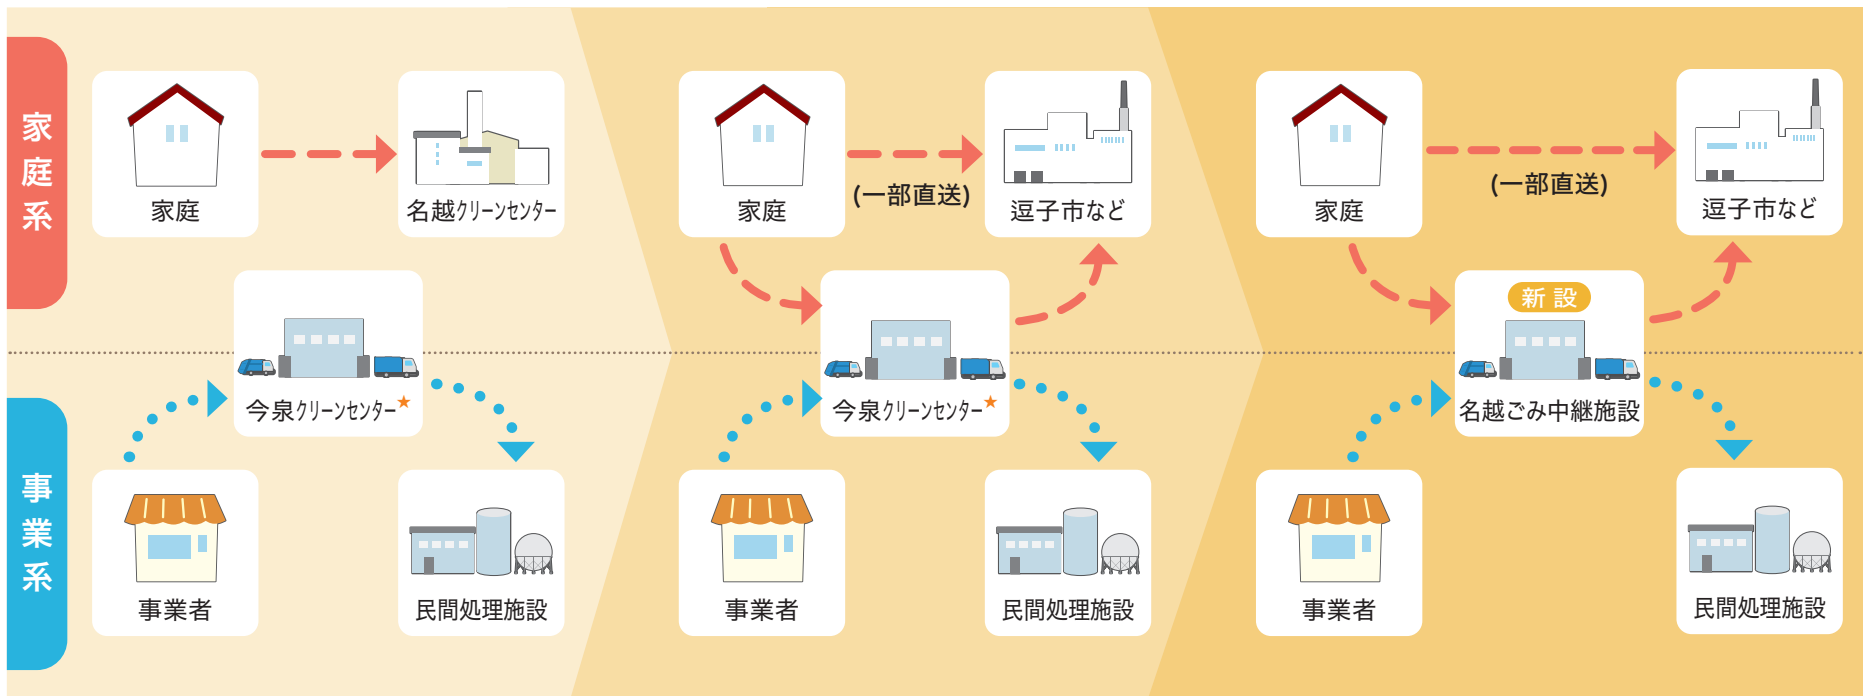 家庭系
家庭
名越クリーンセンター
今泉クリーンセンター★
事業系
事業者
民間処理施設
家庭
(一部直送)
逗子市など
今泉クリーンセンター★
事業者
民間処理施設
家庭
(一部直送)
逗子市など
新設
名越ごみ中継施設
事業者
民間処理施設